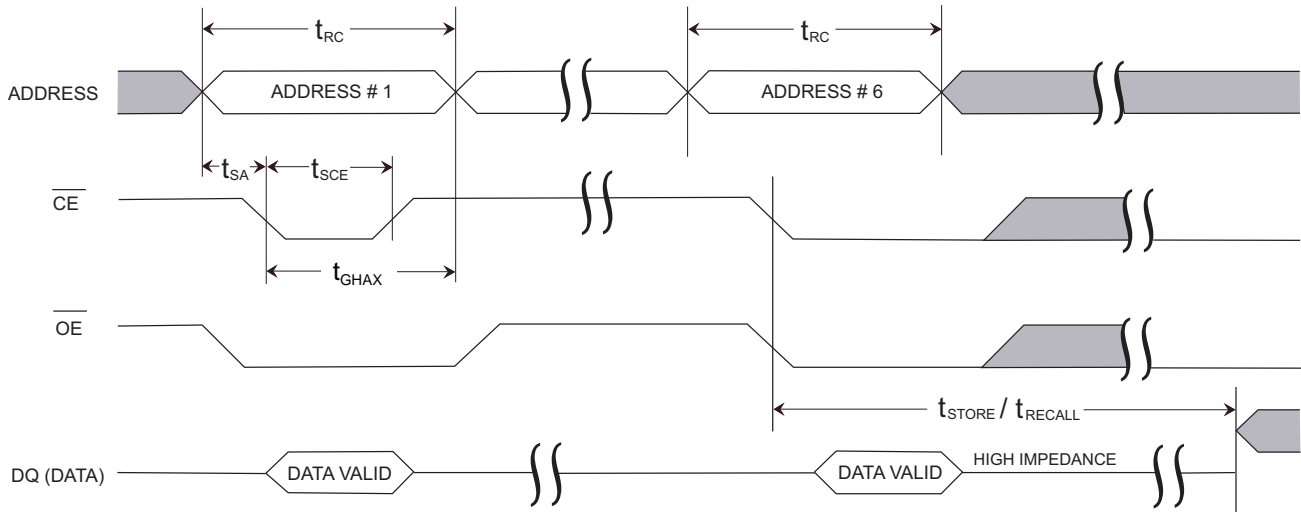 tRC
tRC
ADDRESS
ADDRESS # 1
ADDRESS # 6
tSA
tSCE
CE
tGHAX
OE
tSTORE / tRECALL
DQ (DATA)
DATA VALID
DATA VALID
HIGH IMPEDANCE